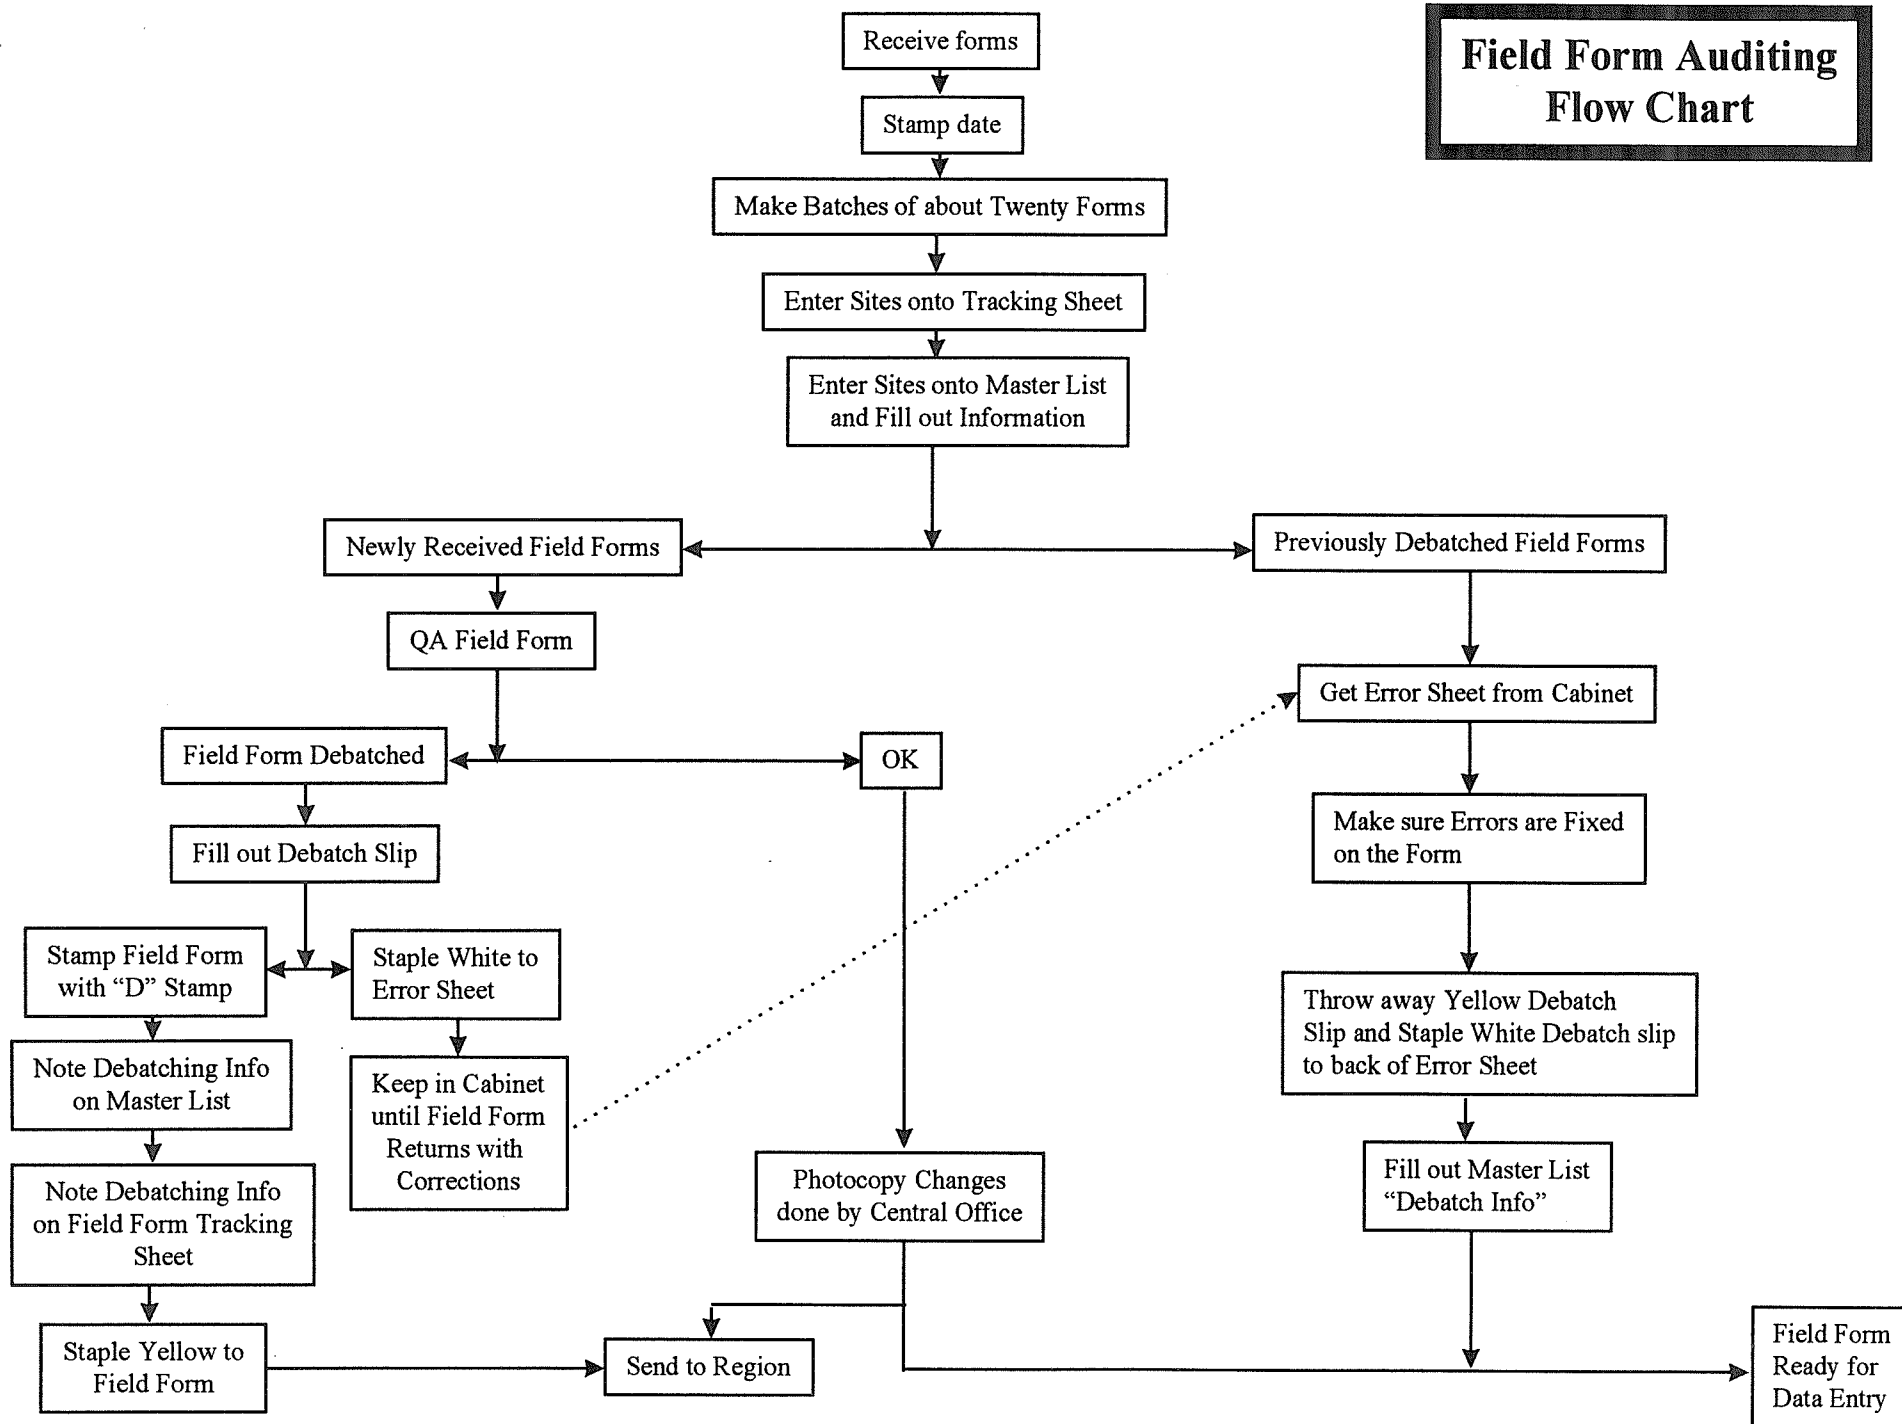 Field Form Auditing
Flow Chart
Receive forms
Stamp date
Make Batches of about Twenty Forms
Enter Sites onto Tracking Sheet
Enter Sites onto Master List
and Fill out Information
Newly Received Field Forms
Previously Debatched Field Forms
QA Field Form
Get Error Sheet from Cabinet
Field Form Debatched
OK
Make sure Errors are Fixed
on the Form
Fill out Debatch Slip
Stamp Field Form
with “D” Stamp
Staple White to
Error Sheet
Throw away Yellow Debatch
Slip and Staple White Debatch slip
to back of Error Sheet
Note Debatching Info
on Master List
Keep in Cabinet
until Field Form
Returns with
Corrections
Photocopy Changes
done by Central Office
Fill out Master List
“Debatch Info”
Note Debatching Info
on Field Form Tracking
Sheet
Staple Yellow to
Field Form
Send to Region
Field Form
Ready for
Data Entry